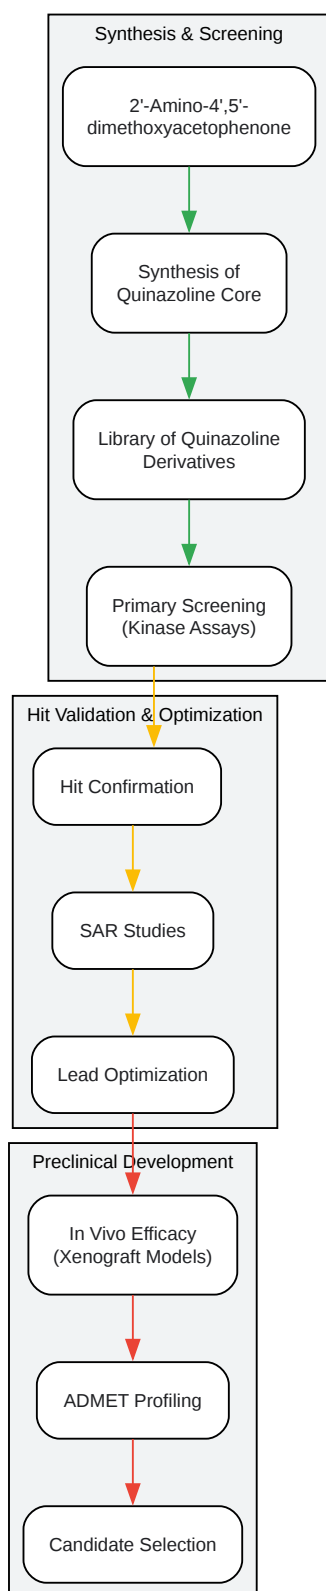 Synthesis & Screening
2'-Amino-4',5'-
dimethoxyacetophenone
Synthesis of
Quinazoline Core
Library of Quinazoline
Derivatives
Primary Screening
(Kinase Assays)
Hit Validation & Optimization
Hit Confirmation
SAR Studies
Lead Optimization
Preclinical Development
In Vivo Efficacy
(Xenograft Models)
ADMET Profiling
Candidate Selection